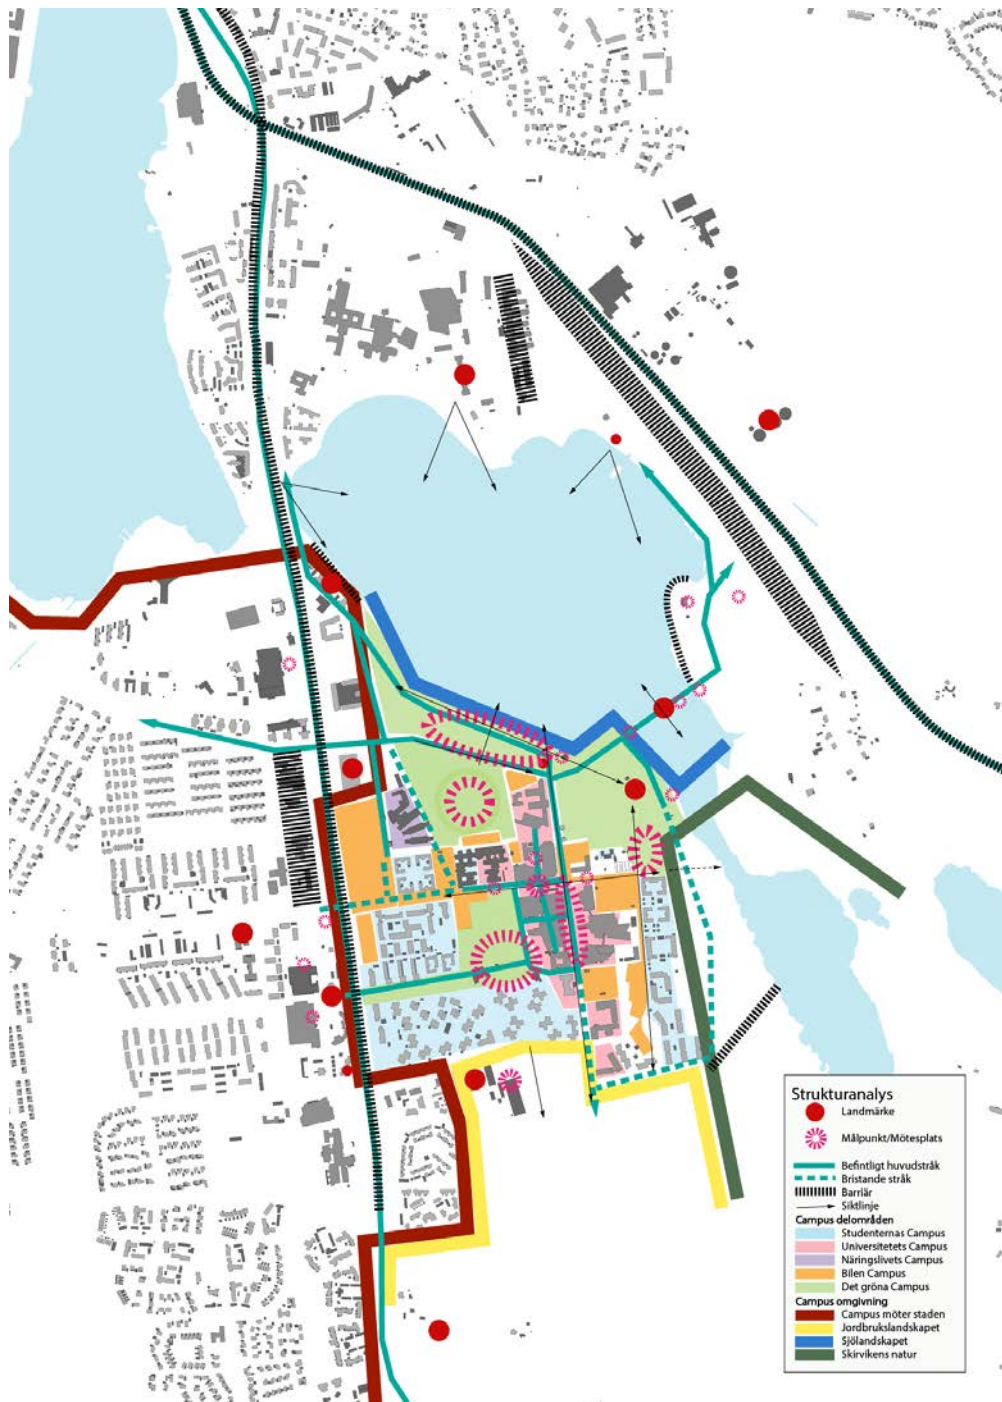 Strukturanalys
Landmärke
Målpunkt/Mötesplats
Befintligt huvudstråk
Bristande stråk
Barriär
Siktlinje
Campus delområden
Studenternas Campus
Universitetets Campus
Näringslivets Campus
Bilen Campus
Det gröna Campus
Campus omgivning
Campus möter staden
Jordbrukslandskapet
Sjölandskapet
Skirvikens natur